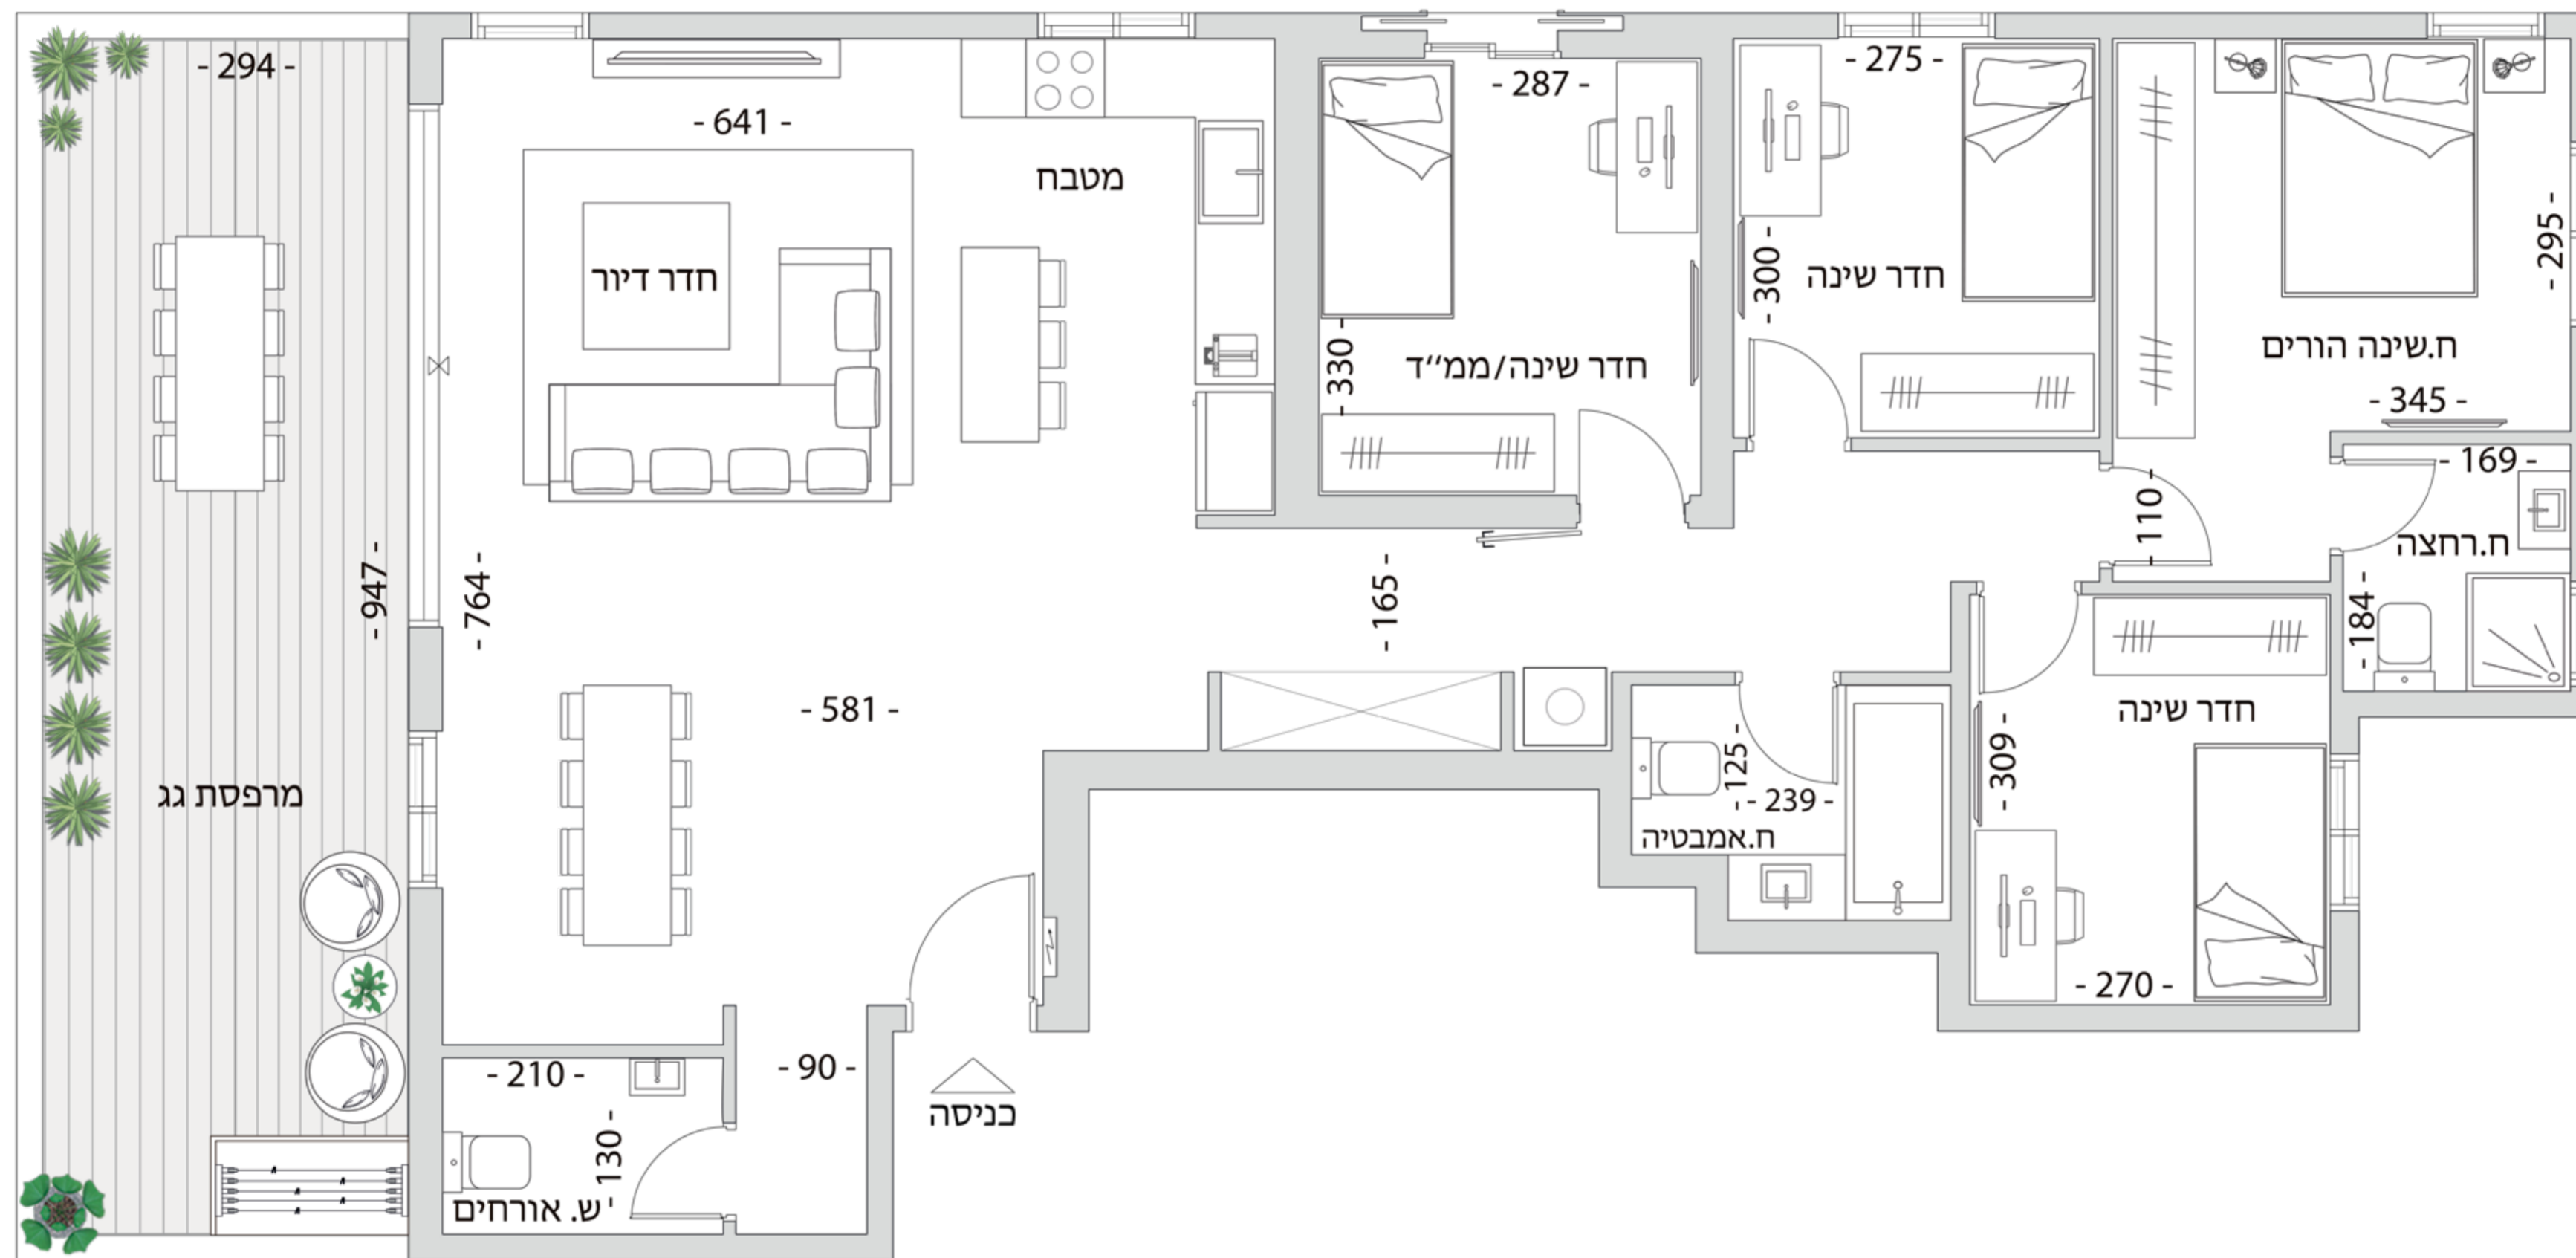 - 294 -
- 641 -
מטבח
חדר דיור
- 287 -
- 330 -
חדר שינה/ממ״ד
- 275 -
- 300 -
חדר שינה
- 295 -
ח.שינה הורים
- 345 -
- 169 -
- 110 -
ח.רחצה
- 184 -
- 947 -
- 764 -
- 165 -
- 581 -
חדר שינה
- 309 -
- 125 -
- 239 -
ח.אמבטיה
מרפסת גג
- 270 -
- 210 -
- 90 -
- 130 -
ש. אורחים
כניסה